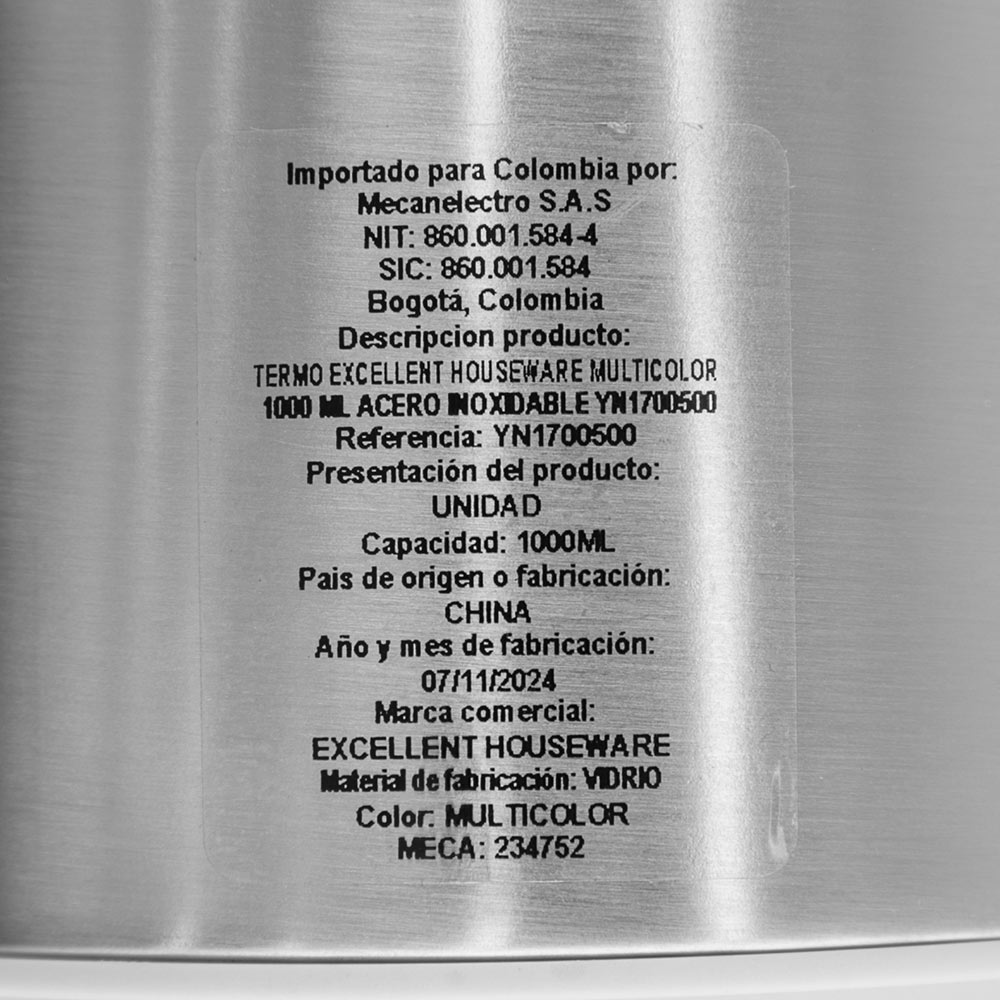 Importado para Colombia por:
Mecanelectro S.A.S
NIT: 860.001.584-4
SIC: 860.001.584
Bogotá, Colombia
Descripcion producto:
TERMO EXCELLENT HOUSEWARE MULTICOLOR
1000 ML ACERO INOXIDABLE YN1700500
Referencia: YN1700500
Presentación del producto:
UNIDAD
Capacidad: 1000ML
Pais de origen o fabricación:
CHINA
Año y mes de fabricación:
07/11/2024
Marca comercial:
EXCELLENT HOUSEWARE
Material de fabricación: VIDRIO
Color: MULTICOLOR
MECA: 234752